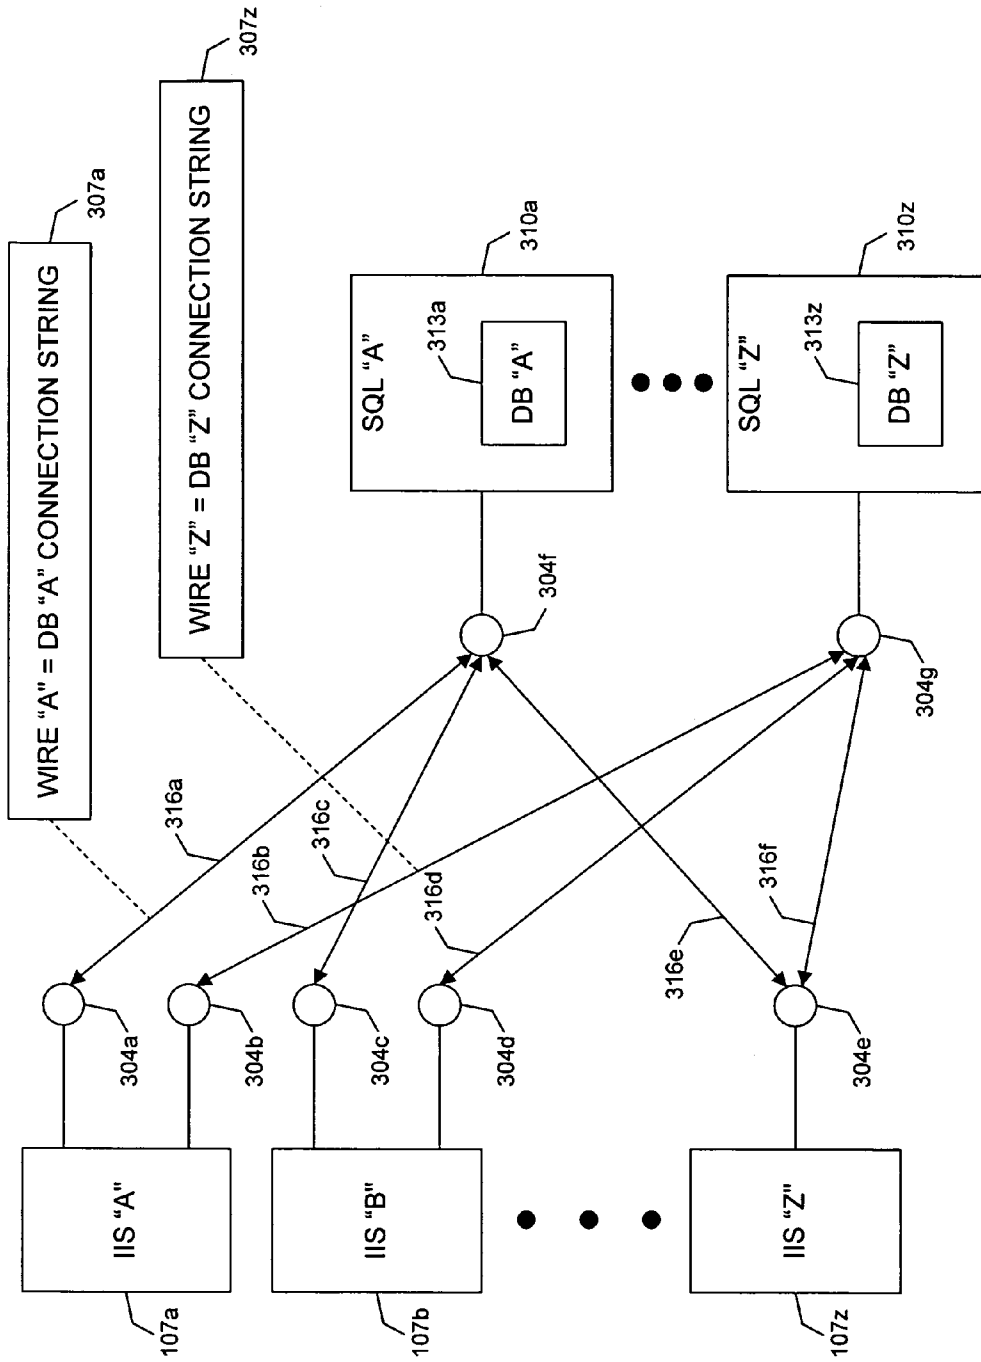 WIRE “A" = DB “A” CONNECTION STRING
307a
WIRE “Z” = DB “Z” CONNECTION STRING
307z
IIS “A"
107a
304a
304b
IIS “B"
107b
304c
304d
IIS “Z"
107z
304e
316a
316b
316c
316d
316e
316f
304f
304g
SQL “A”
310a
313a
DB “A”
SQL “Z”
310z
313z
DB “Z”